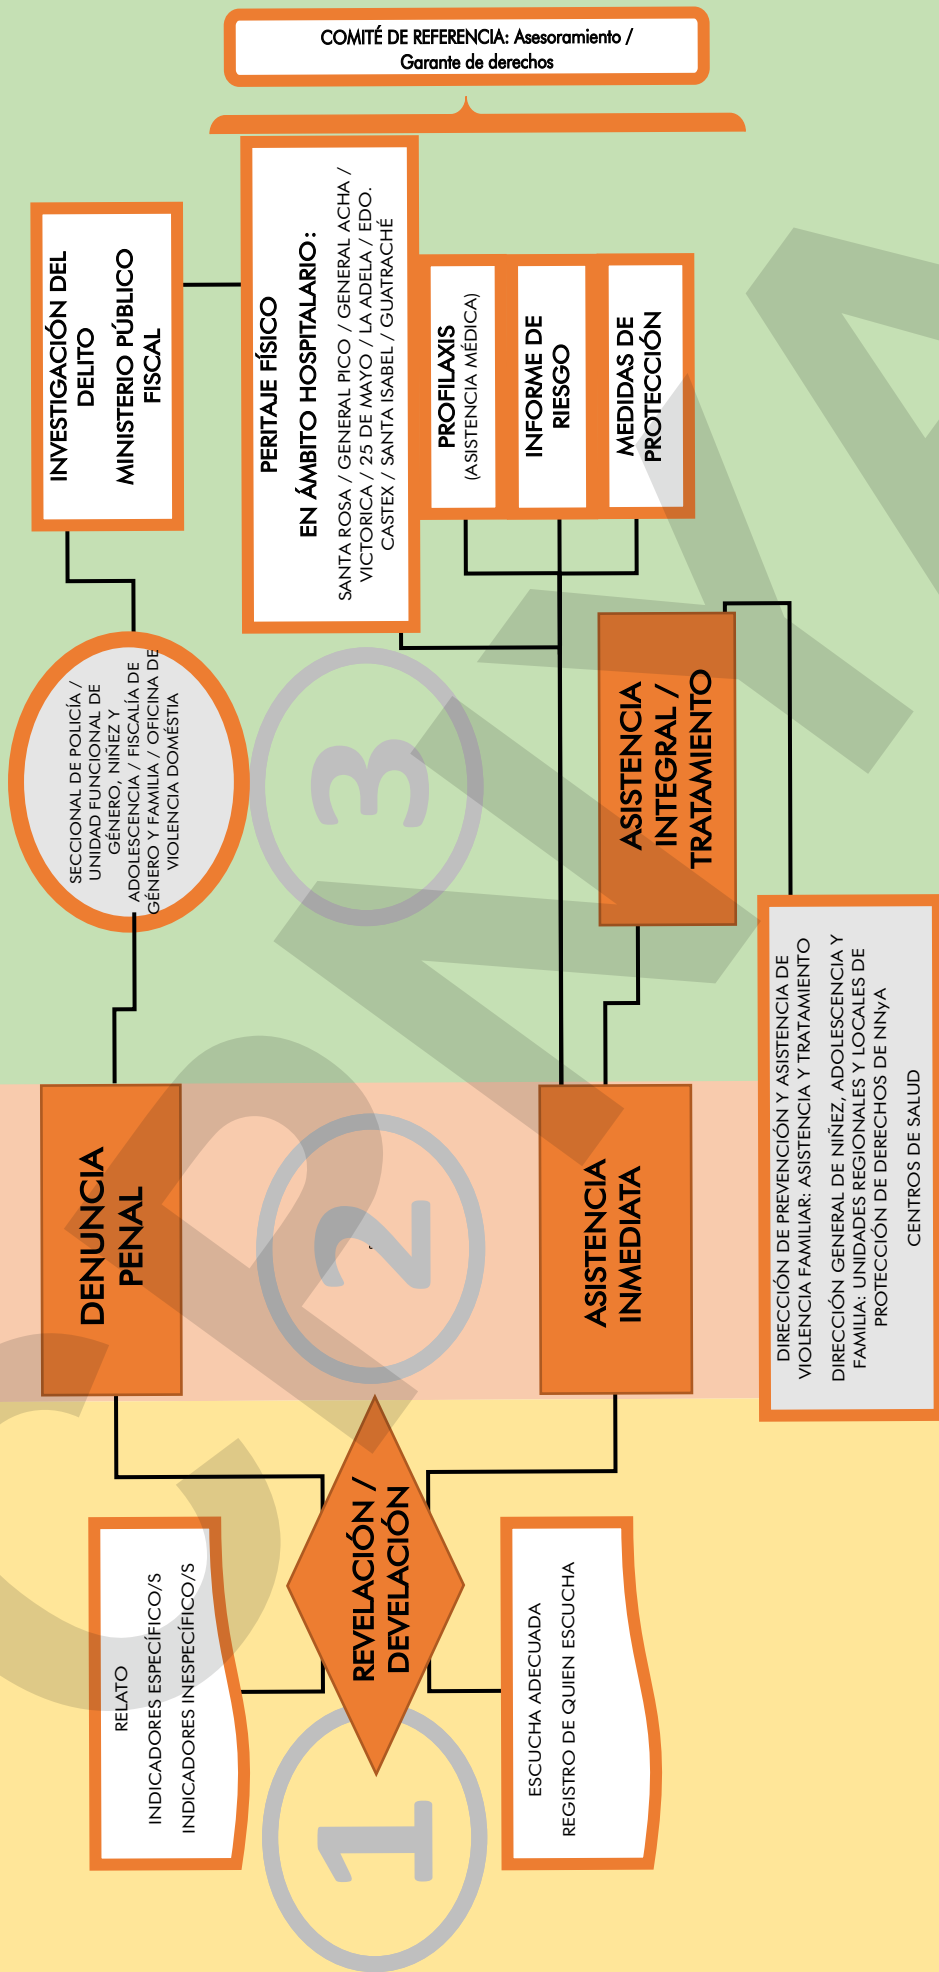 COMITÉ DE REFERENCIA: Asesoramiento /
Garante de derechos
1
RELATO
INDICADORES ESPECÍFICO/S
INDICADORES INESPECÍFICO/S
REVELACIÓN /
DEVELACIÓN
ESCUCHA ADECUADA
REGISTRO DE QUIEN ESCUCHA
2
DENUNCIA
PENAL
ASISTENCIA
INMEDIATA
3
SECCIONAL DE POLICÍA /
UNIDAD FUNCIONAL DE
GÉNERO, NIÑEZ Y
ADOLESCENCIA / FISCALÍA DE
GÉNERO Y FAMILIA / OFICINA DE
VIOLENCIA DOMÉSTIA
INVESTIGACIÓN DEL
DELITO
MINISTERIO PÚBLICO
FISCAL
PERITAJE FÍSICO
EN ÁMBITO HOSPITALARIO:
SANTA ROSA / GENERAL PICO / GENERAL ACHA /
VICTORICA / 25 DE MAYO / LA ADELA / EDO.
CASTEX / SANTA ISABEL / GUATRACHÉ
PROFILAXIS
(ASISTENCIA MÉDICA)
INFORME DE
RIESGO
MEDIDAS DE
PROTECCIÓN
ASISTENCIA
INTEGRAL /
TRATAMIENTO
DIRECCIÓN DE PREVENCIÓN Y ASISTENCIA DE
VIOLENCIA FAMILIAR: ASISTENCIA Y TRATAMIENTO
DIRECCIÓN GENERAL DE NIÑEZ, ADOLESCENCIA Y
FAMILIA: UNIDADES REGIONALES Y LOCALES DE
PROTECCIÓN DE DERECHOS DE NNyA
CENTROS DE SALUD
CPNNYA